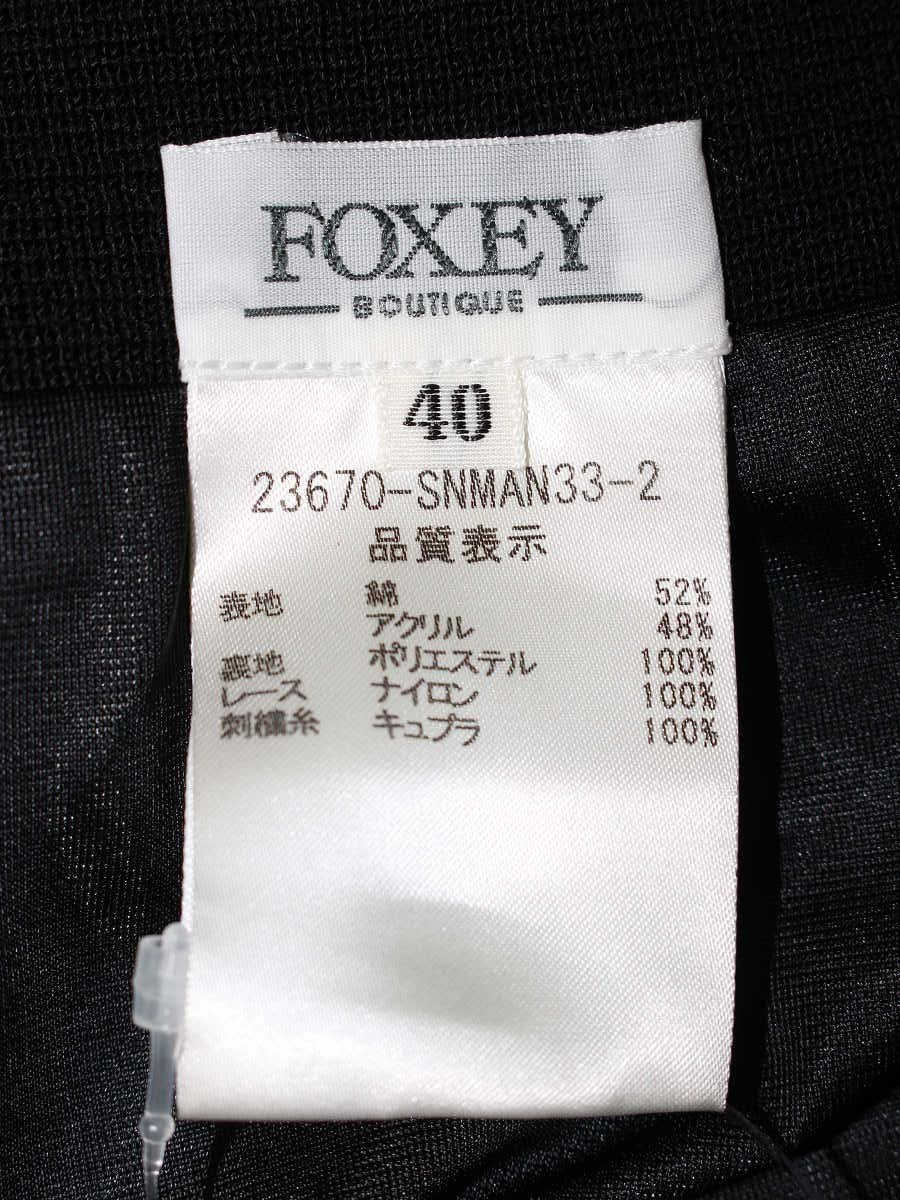 FOXEY
BOUTIQUE
40
23670-SNMAN33-2
品質表示
表地 綿 52%
アクリル 48%
裏地 ポリエステル 100%
レース ナイロン 100%
刺繍糸 キュプラ 100%